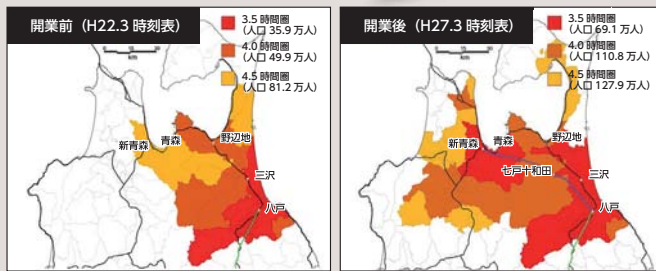 開業前（H22.3 時刻表）
3.5 時間圏
（人口 35.9 万人）
4.0 時間圏
（人口 49.9 万人）
4.5 時間圏
（人口 81.2 万人）
新青森
青森
野辺地
三沢
八戸
開業後（H27.3 時刻表）
3.5 時間圏
（人口 69.1 万人）
4.0 時間圏
（人口 110.8 万人）
4.5 時間圏
（人口 127.9 万人）
新青森
青森
野辺地
七戸十和田
三沢
八戸